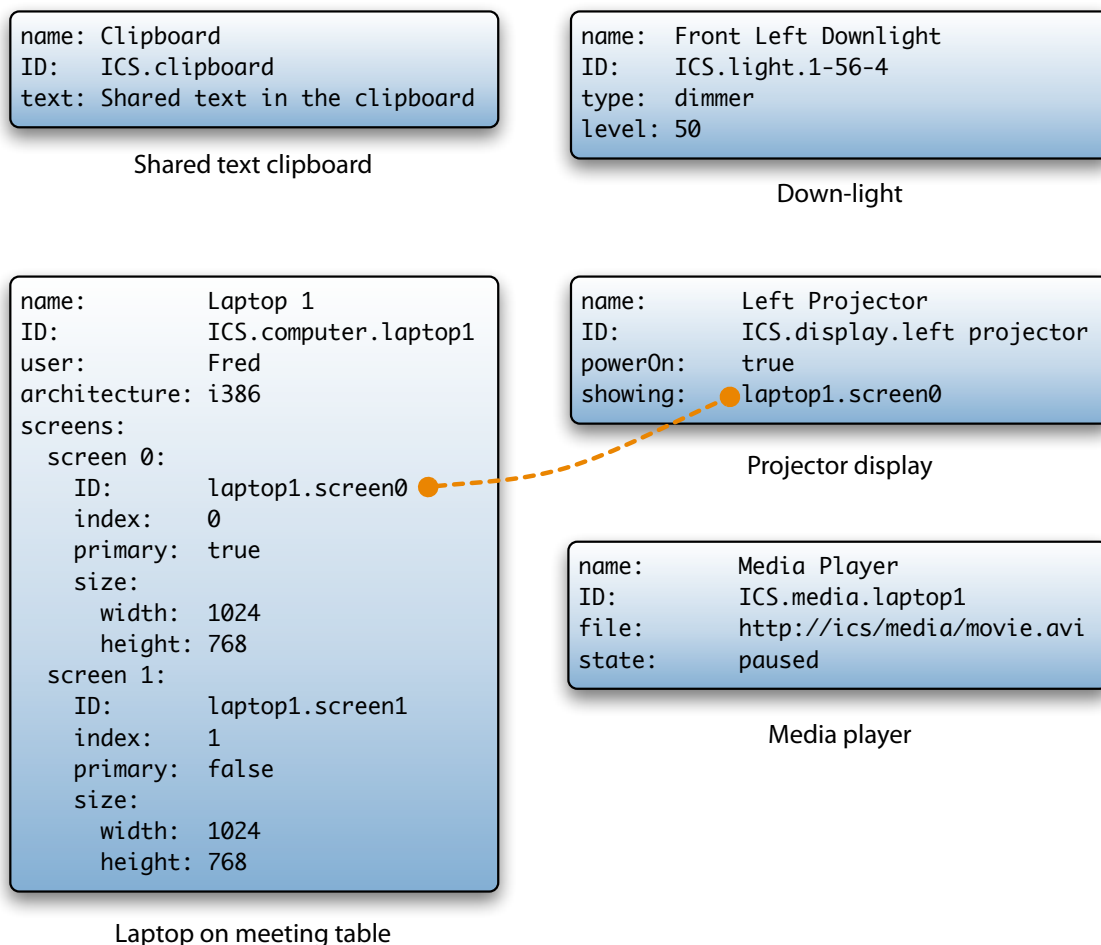 name: Clipboard
ID: ICS.clipboard
text: Shared text in the clipboard
Shared text clipboard
name: Front Left Downlight
ID: ICS.light.1-56-4
type: dimmer
level: 50
Down-light
name: Laptop 1
ID: ICS.computer.laptop1
user: Fred
architecture: i386
screens:
screen 0:
ID: laptop1.screen0
index: 0
primary: true
size:
width: 1024
height: 768
screen 1:
ID: laptop1.screen1
index: 1
primary: false
size:
width: 1024
height: 768
Laptop on meeting table
name: Left Projector
ID: ICS.display.left projector
powerOn: true
showing: laptop1.screen0
Projector display
name: Media Player
ID: ICS.media.laptop1
file: http://ics/media/movie.avi
state: paused
Media player